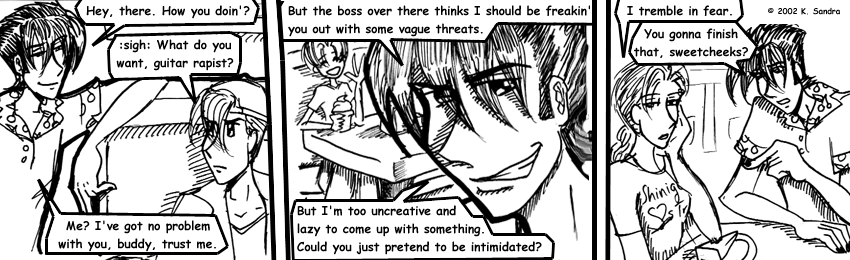 Hey, there. How you doin'?
:sigh: What do you
want, guitar rapist?
Me? I've got no problem
with you, buddy, trust me.
But the boss over there thinks I should be freakin'
you out with some vague threats.
But I'm too uncreative and
lazy to come up with something.
Could you just pretend to be intimidated?
I tremble in fear.
© 2002 K. Sandra
You gonna finish
that, sweetcheeks?